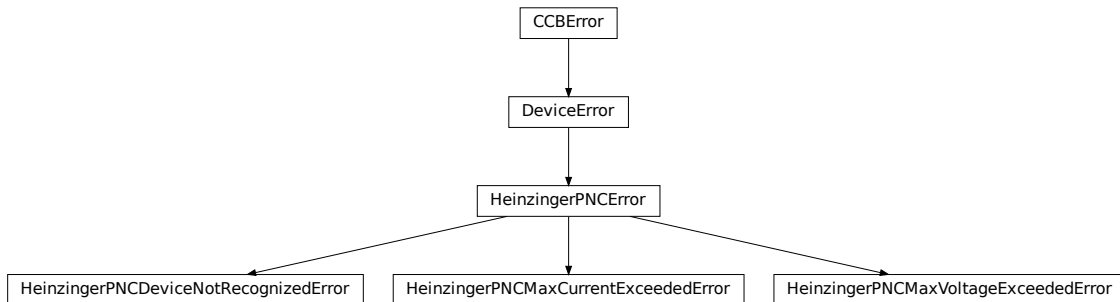 CCBError
DeviceError
HeinzingerPNCError
HeinzingerPNCDeviceNotRecognizedError
HeinzingerPNCMaxCurrentExceededError
HeinzingerPNCMaxVoltageExceededError